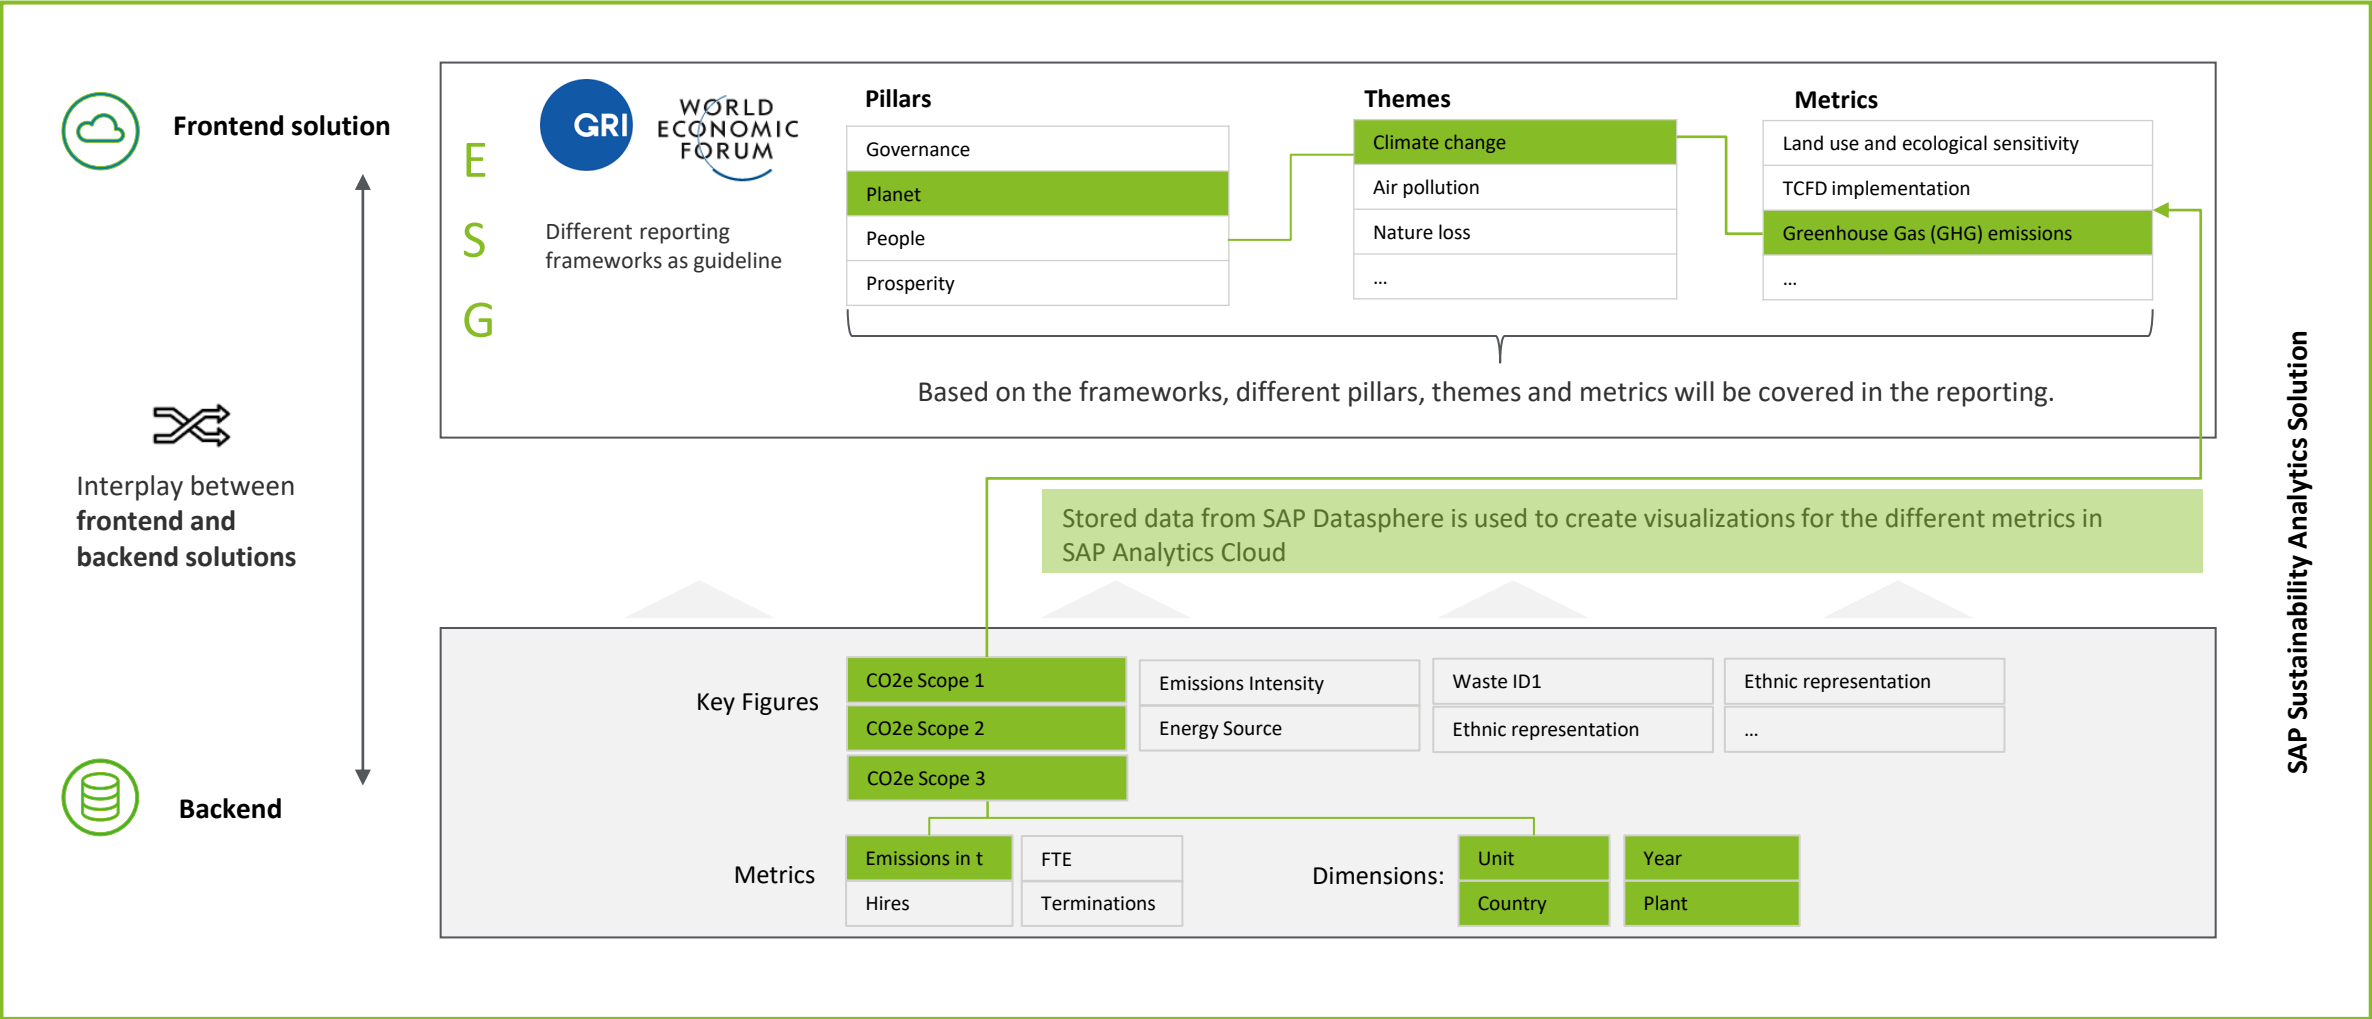 Frontend solution
Interplay between
frontend and
backend solutions
Backend
E
S
G
GRI
WORLD
ECONOMIC
FORUM
Different reporting
frameworks as guideline
Pillars
Governance
Planet
People
Prosperity
Themes
Climate change
Air pollution
Nature loss
...
Metrics
Land use and ecological sensitivity
TCFD implementation
Greenhouse Gas (GHG) emissions
...
Based on the frameworks, different pillars, themes and metrics will be covered in the reporting.
Stored data from SAP Datasphere is used to create visualizations for the different metrics in
SAP Analytics Cloud
Key Figures
CO2e Scope 1
CO2e Scope 2
CO2e Scope 3
Emissions Intensity
Energy Source
Waste ID1
Ethnic representation
Ethnic representation
...
Metrics
Emissions in t
FTE
Hires
Terminations
Dimensions:
Unit
Year
Country
Plant
SAP Sustainability Analytics Solution